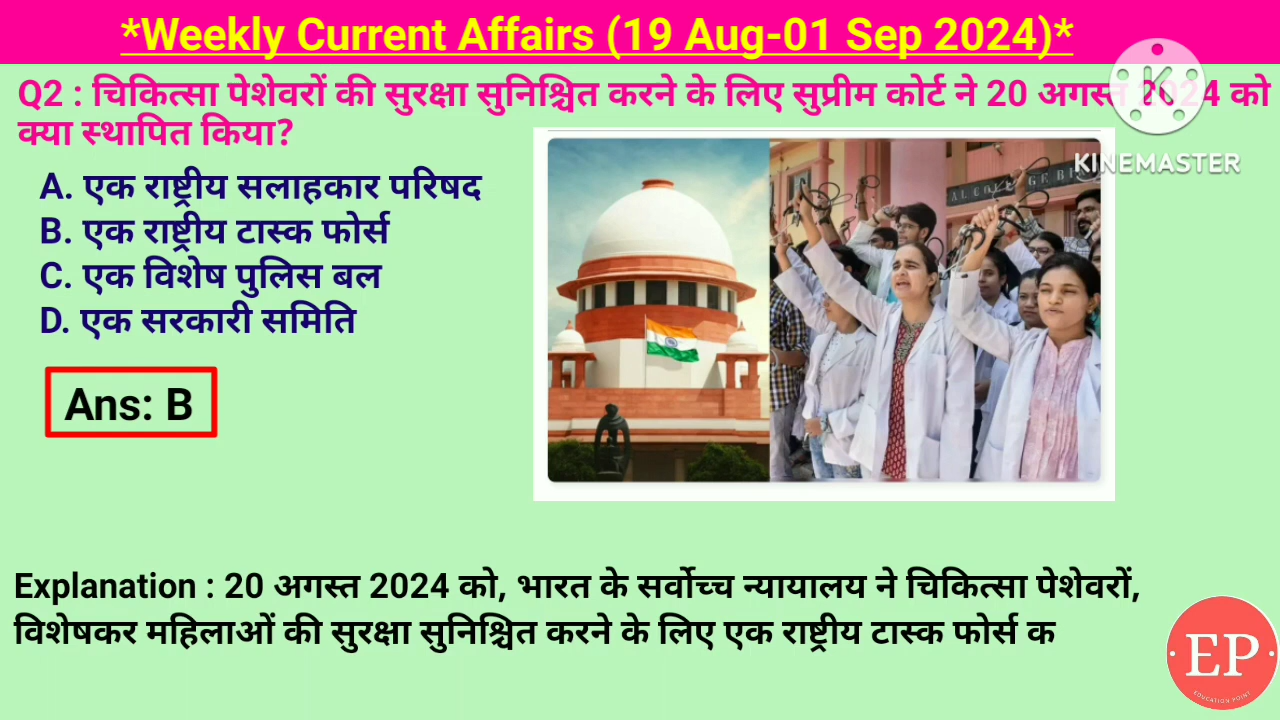 *Weekly Current Affairs (19 Aug-01 Sep 2024)*
Q2 : चिकित्सा पेशेवरों की सुरक्षा सुनिश्चित करने के लिए सुप्रीम कोर्ट ने 20 अगस्त 2024 को
क्या स्थापित किया?
A. एक राष्ट्रीय सलाहकार परिषद
B. एक राष्ट्रीय टास्क फोर्स
C. एक विशेष पुलिस बल
D. एक सरकारी समिति
Ans: B
KINEMASTER
Explanation : 20 अगस्त 2024 को, भारत के सर्वोच्च न्यायालय ने चिकित्सा पेशेवरों,
विशेषकर महिलाओं की सुरक्षा सुनिश्चित करने के लिए एक राष्ट्रीय टास्क फोर्स क
EP
EDUCATION POINT